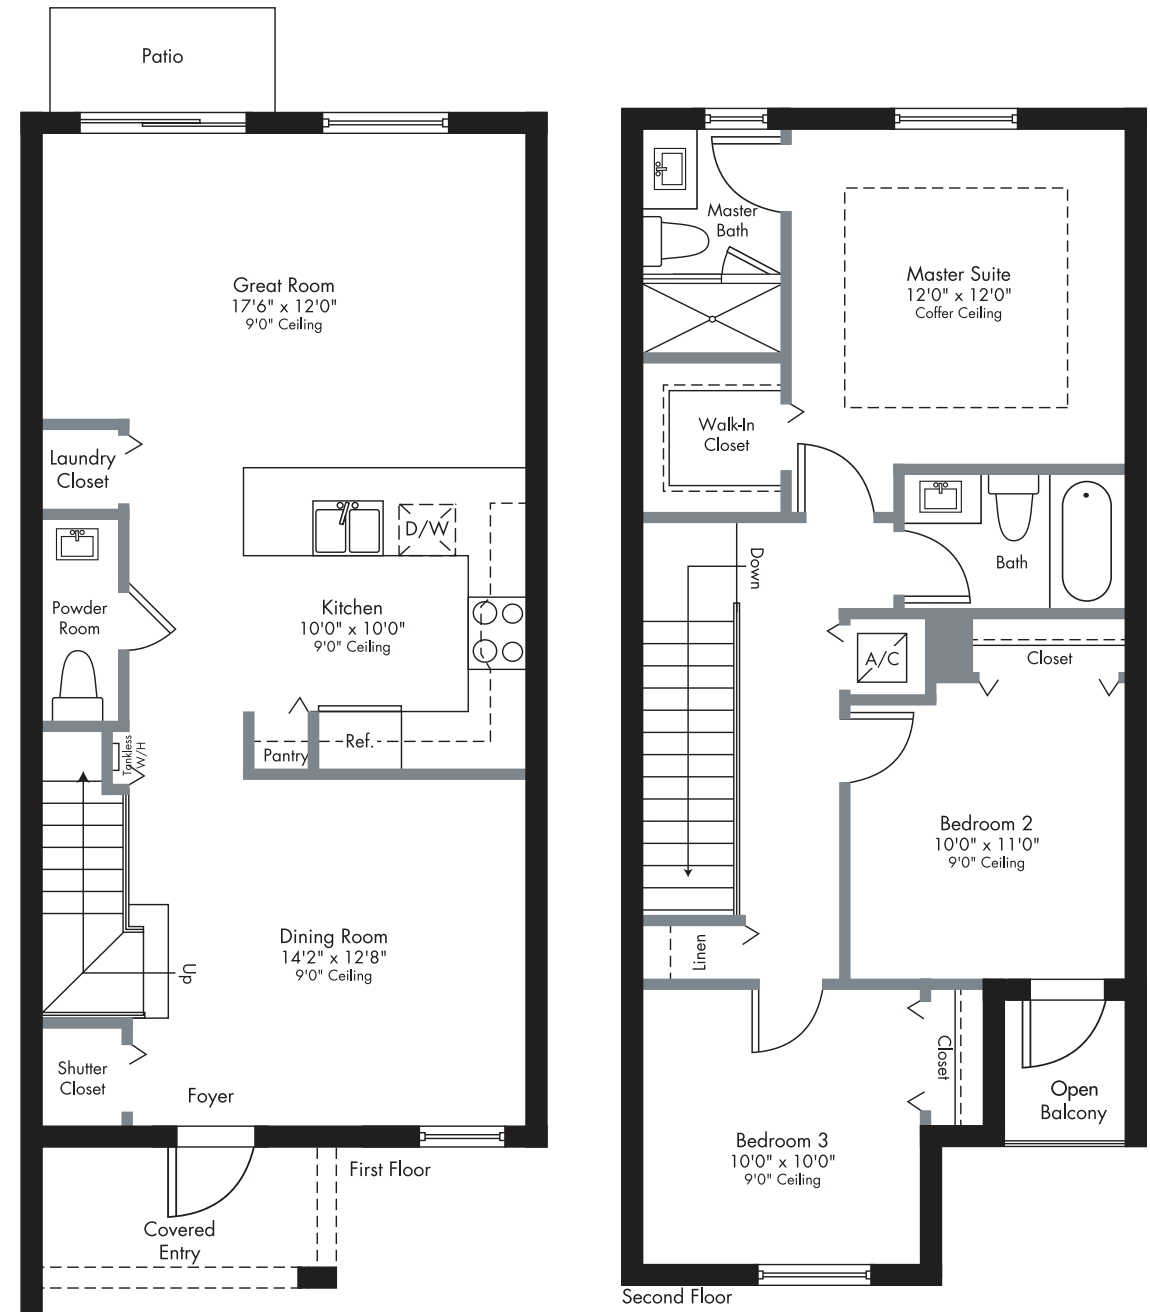 Patio
Great Room
17'6" x 12'0"
9'0" Ceiling
Laundry
Closet
D/W
Powder
Room
Kitchen
10'0" x 10'0"
9'0" Ceiling
Tankless
W/H
Pantry
Ref.
Up
Dining Room
14'2" x 12'8"
9'0" Ceiling
Shutter
Closet
Foyer
First Floor
Covered
Entry
Master
Bath
Master Suite
12'0" x 12'0"
Coffer Ceiling
Walk-In
Closet
Down
Bath
A/C
Closet
Bedroom 2
10'0" x 11'0"
9'0" Ceiling
Linen
Closet
Open
Balcony
Bedroom 3
10'0" x 10'0"
9'0" Ceiling
Second Floor